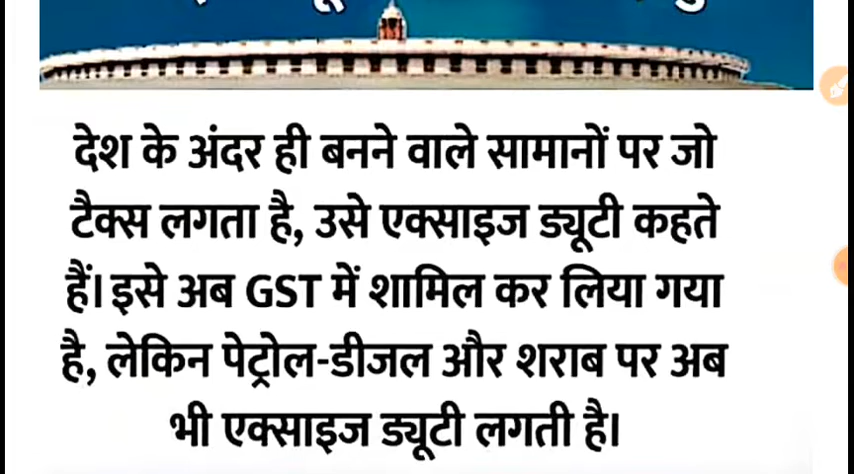 देश के अंदर ही बनने वाले सामानों पर जो
टैक्स लगता है, उसे एक्साइज ड्यूटी कहते
हैं। इसे अब GST में शामिल कर लिया गया
है, लेकिन पेट्रोल-डीजल और शराब पर अब
भी एक्साइज ड्यूटी लगती है।